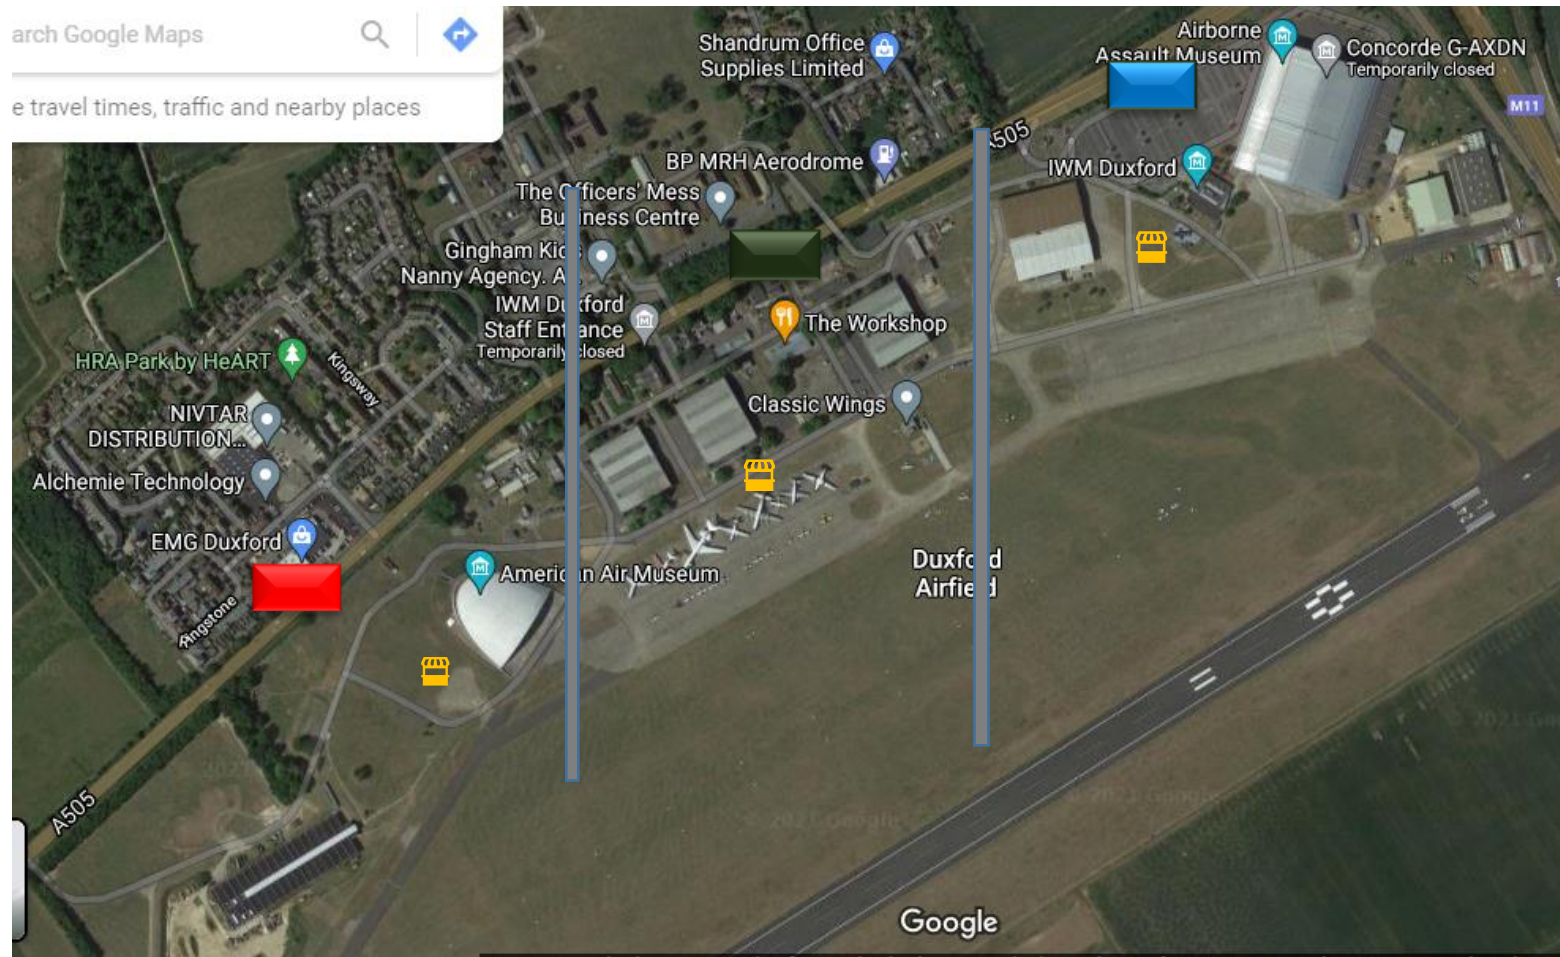 arch Google Maps
e travel times, traffic and nearby places
Shandrum Office
Supplies Limited
Airborne
Assault Museum
Concorde G-AXDN
Temporarily closed
M11
A505
BP MRH Aerodrome
IWM Duxford
The Officers' Mess
Business Centre
Gingham Kids
Nanny Agency. A
IWM Duxford
Staff Entrance
Temporarily closed
The Workshop
HRA Park by HeART
Kingsway
NIVTAR
DISTRIBUTION...
Classic Wings
Alchemie Technology
EMG Duxford
American Air Museum
Duxford
Airfield
A505
Google